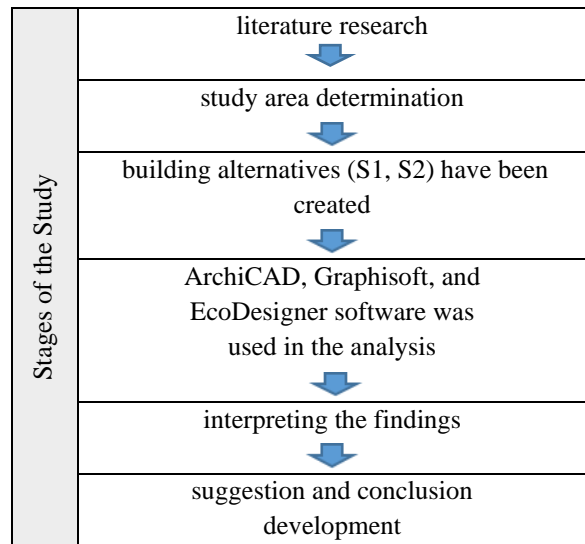 Stages of the Study
literature research
study area determination
building alternatives (S1, S2) have been
created
ArchiCAD, Graphisoft, and
EcoDesigner software was
used in the analysis
interpreting the findings
suggestion and conclusion
development